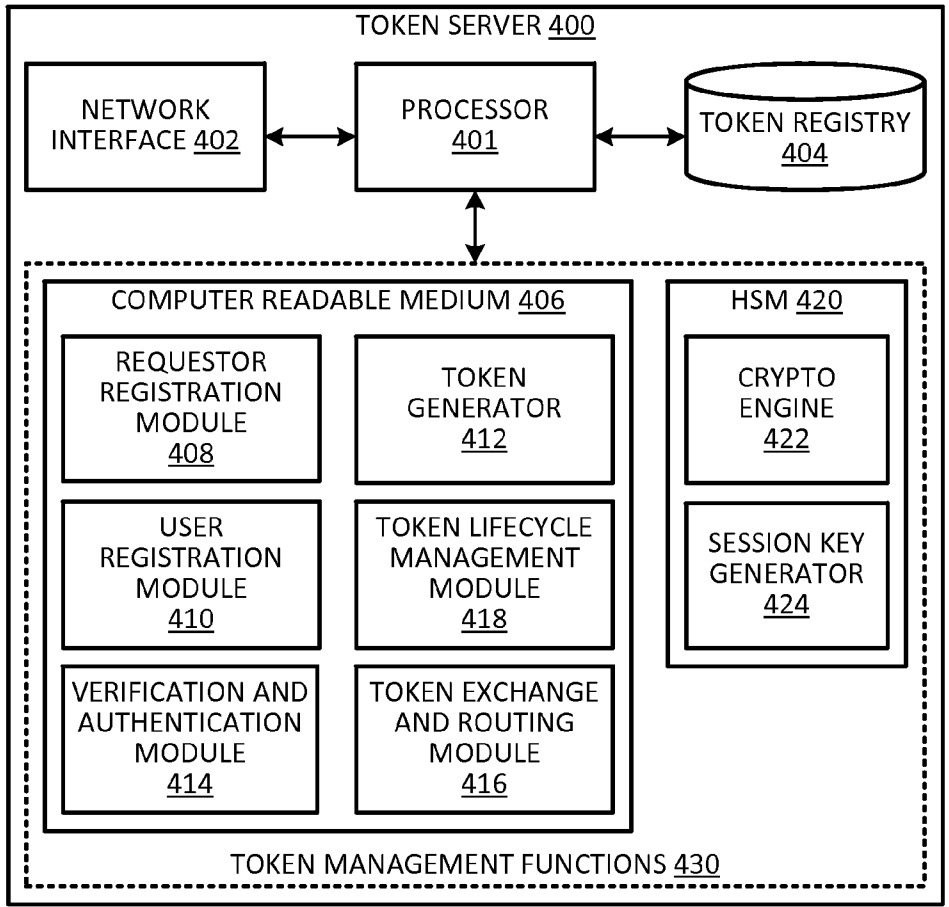 TOKEN SERVER 400
NETWORK
INTERFACE 402
PROCESSOR
401
TOKEN REGISTRY
404
COMPUTER READABLE MEDIUM 406
REQUESTOR
REGISTRATION
MODULE
408
TOKEN
GENERATOR
412
USER
REGISTRATION
MODULE
410
TOKEN LIFECYCLE
MANAGEMENT
MODULE
418
VERIFICATION AND
AUTHENTICATION
MODULE
414
TOKEN EXCHANGE
AND ROUTING
MODULE
416
HSM 420
CRYPTO
ENGINE
422
SESSION KEY
GENERATOR
424
TOKEN MANAGEMENT FUNCTIONS 430